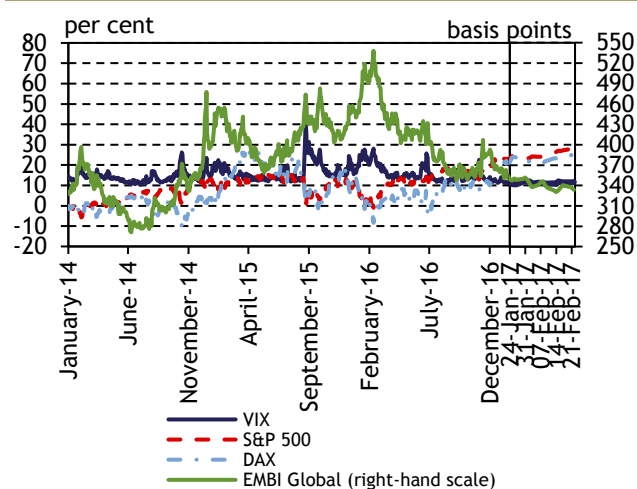 per cent basis points
80 550
70 520
60 490
50 460
40 430
30 400
20 370
10 340
0 310
-10 280
-20 250
January-14
June-14
November-14
April-15
September-15
February-16
July-16
December-16
24-Jan-17
31-Jan-17
07-Feb-17
14-Feb-17
21-Feb-17
VIX
S&P 500
DAX
EMBI Global (right-hand scale)